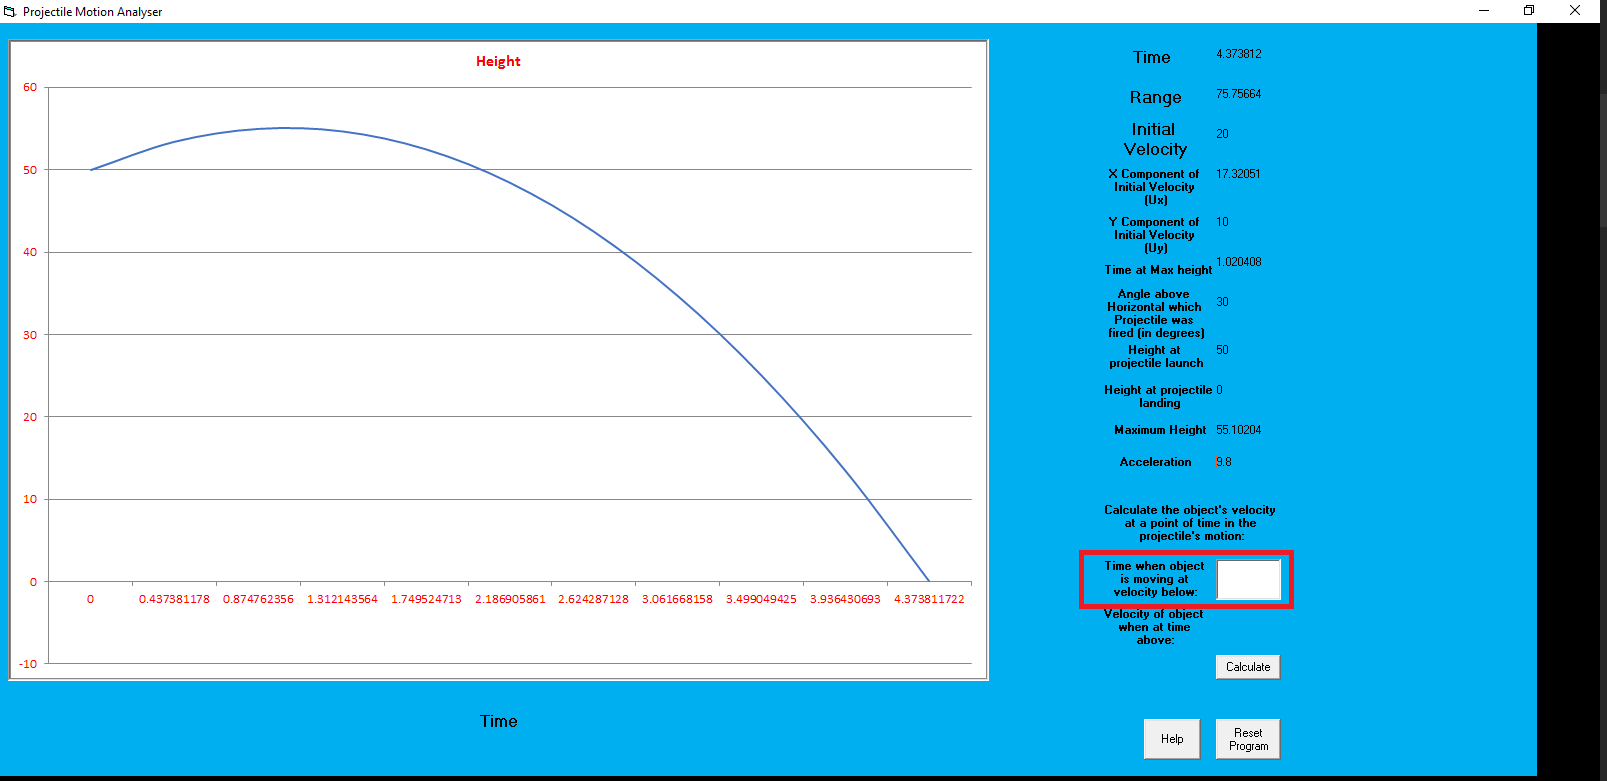 Projectile Motion Analyser
Height
60
50
40
30
20
10
0
-10
0 0.437381178 0.874762356 1.312143564 1.749524713 2.186905861 2.624287128 3.061668158 3.499049425 3.936430693 4.373811722
Time
Time 4.373812
Range 75.75664
Initial
Velocity 20
X Component of 17.32051
Initial Velocity
(Ux)
Y Component of 10
Initial Velocity
(Uy)
Time at Max height 1.020408
Angle above
Horizontal which 30
Projectile was
fired (in degrees)
Height at 50
projectile launch
Height at projectile 0
landing
Maximum Height 55.10204
Acceleration 9.8
Calculate the object's velocity
at a point of time in the
projectile's motion:
Time when object
is moving at
velocity below:
Velocity of object
when at time
above:
Calculate
Help
Reset
Program